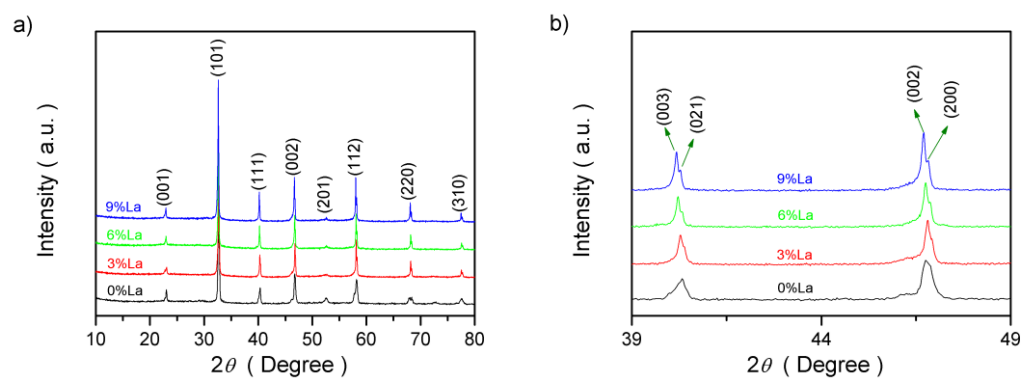 a)
Intensity ( a.u. )
(001)
(101)
(111)
(002)
(201)
(112)
(220)
(310)
9%La
6%La
3%La
0%La
10 20 30 40 50 60 70 80
2θ ( Degree )
b)
Intensity ( a.u. )
(003)
(021)
(002)
(200)
9%La
6%La
3%La
0%La
39 44 49
2θ ( Degree )